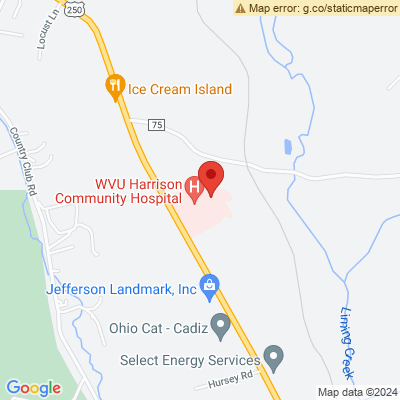 Map error: g.co/staticmaperror
Locust Ln
250
Ice Cream Island
75
Country Club Rd
WVU Harrison
Community Hospital
H
Jefferson Landmark, Inc
Liming Creek
Ohio Cat - Cadiz
Select Energy Services
Hursey Rd
Google
Map data ©2024